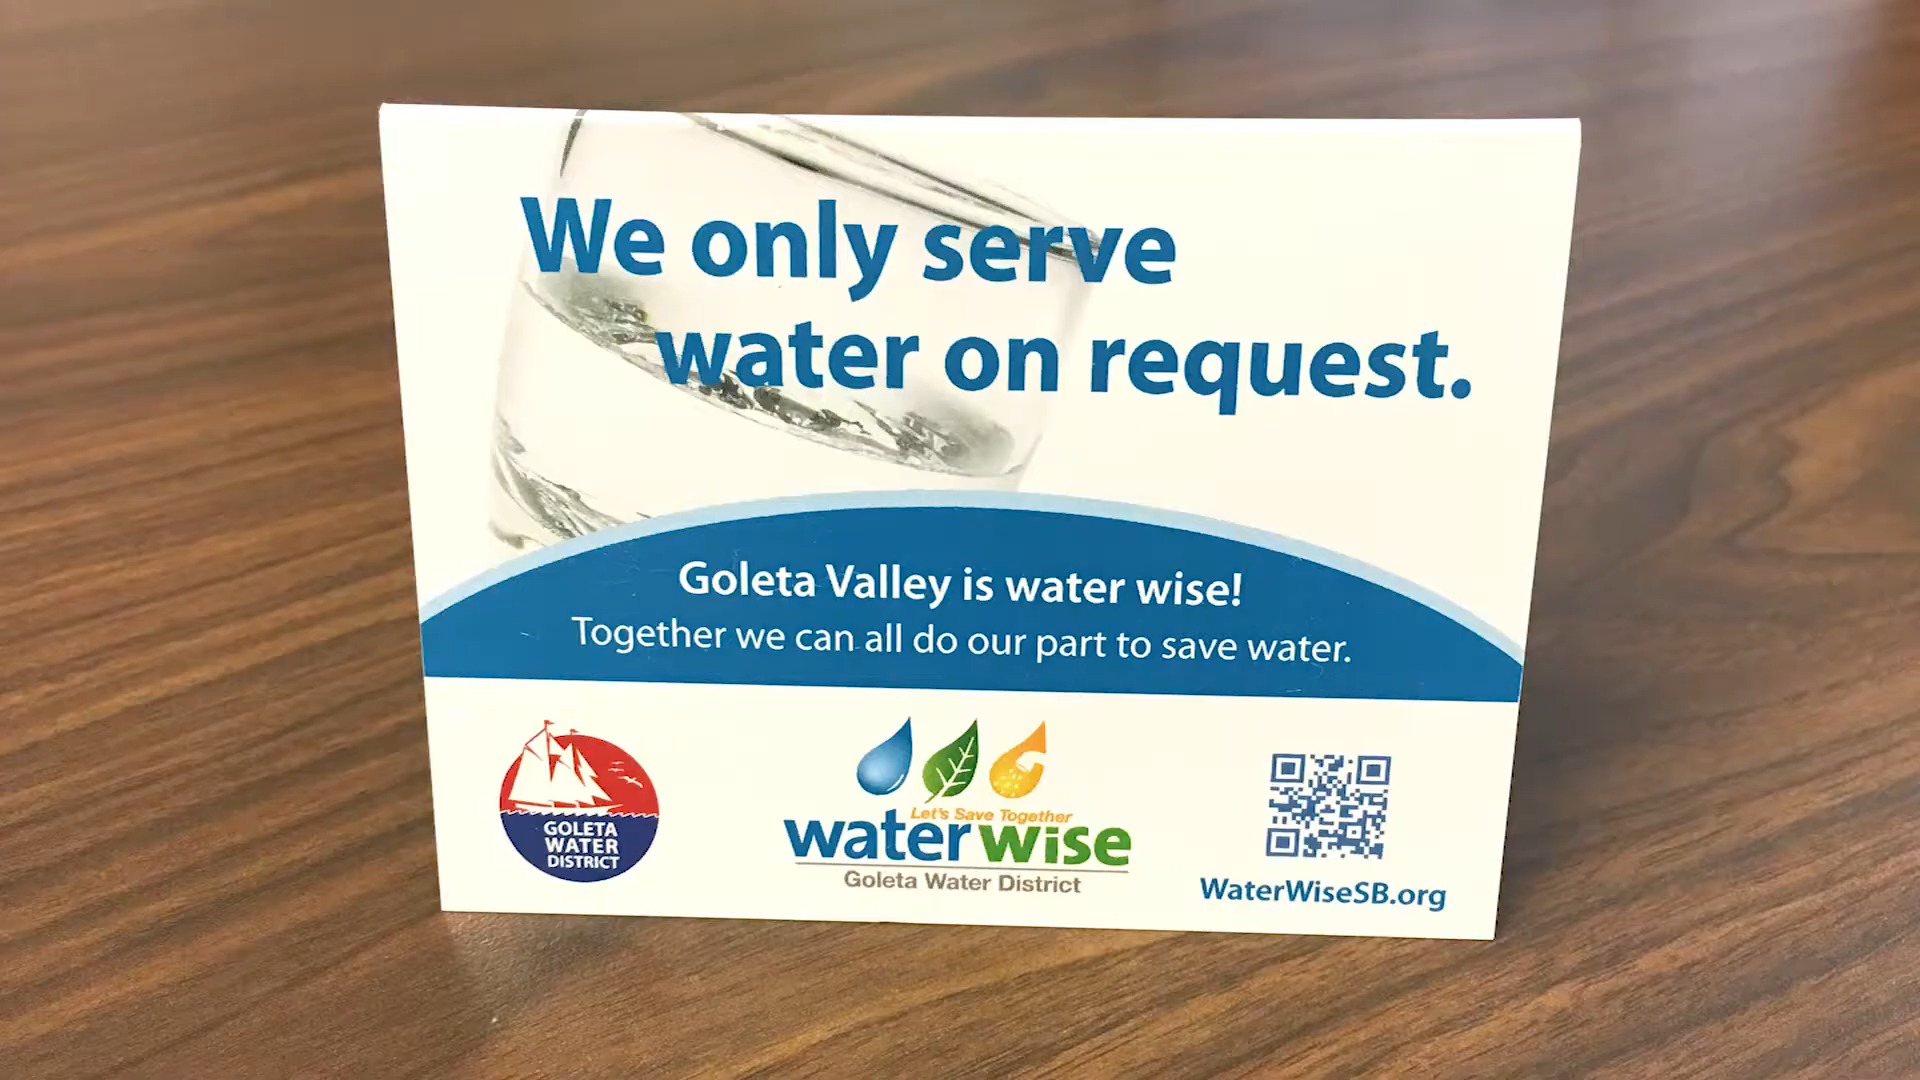 We only serve
water on request.
Goleta Valley is water wise!
Together we can all do our part to save water.
GOLETA
WATER
DISTRICT
Let's Save Together
water wise
Goleta Water District
WaterWiseSB.org